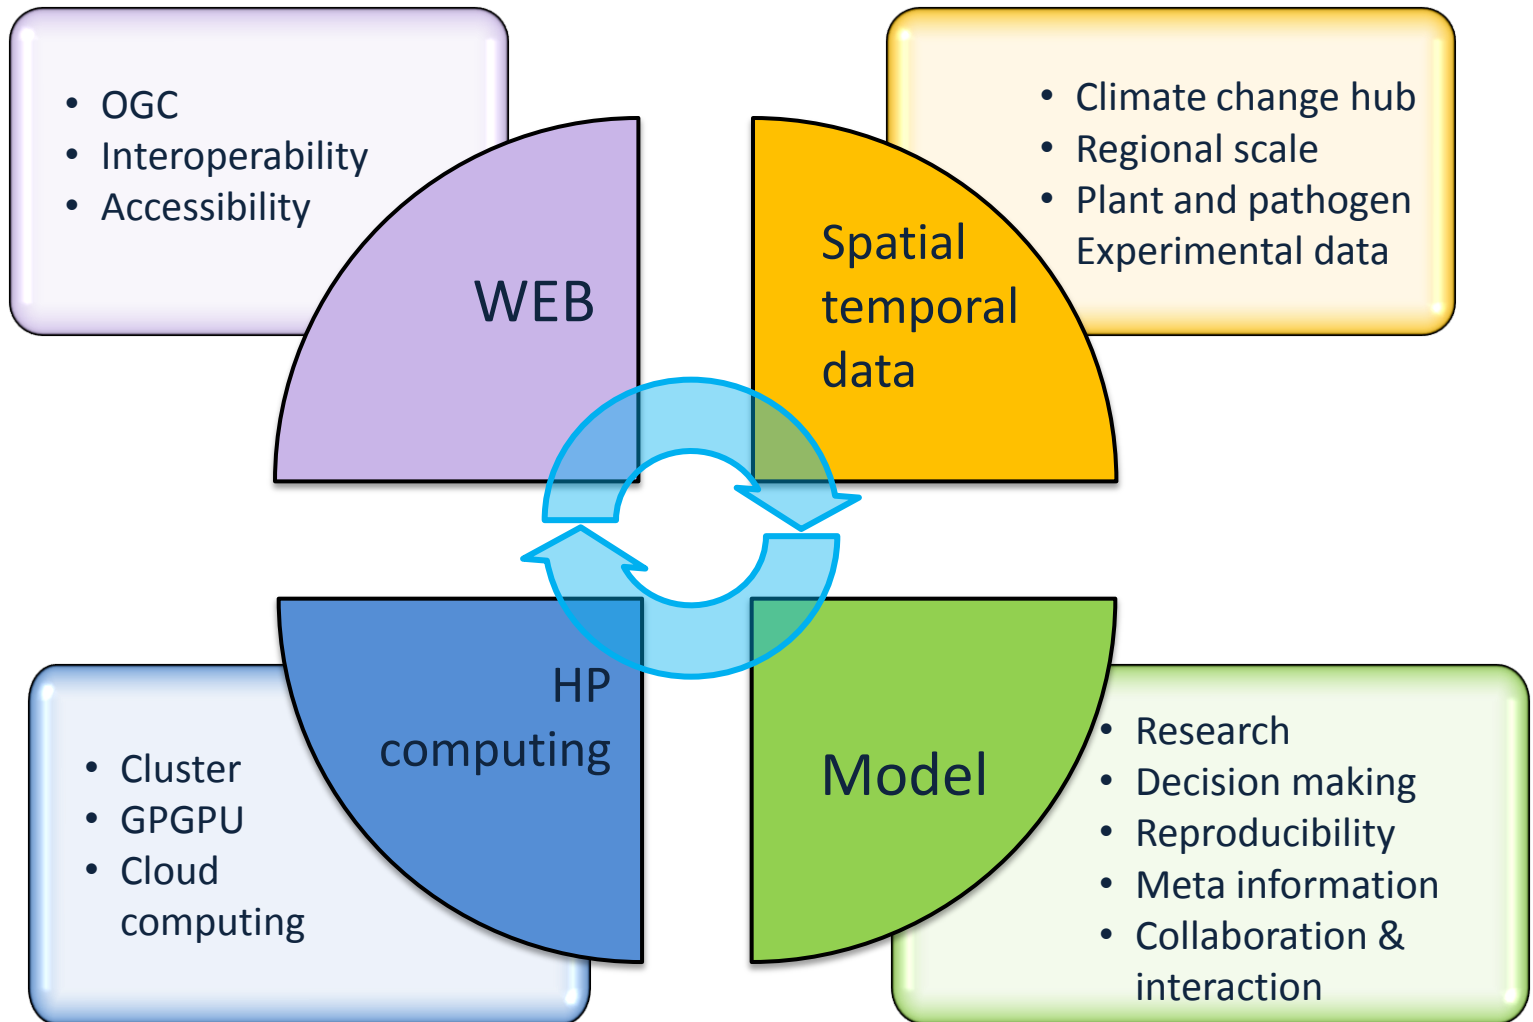 • OGC
• Interoperability
• Accessibility
WEB
• Climate change hub
• Regional scale
• Plant and pathogen
Experimental data
Spatial
temporal
data
• Cluster
• GPGPU
• Cloud
computing
HP
computing
Model
• Research
• Decision making
• Reproducibility
• Meta information
• Collaboration &
interaction